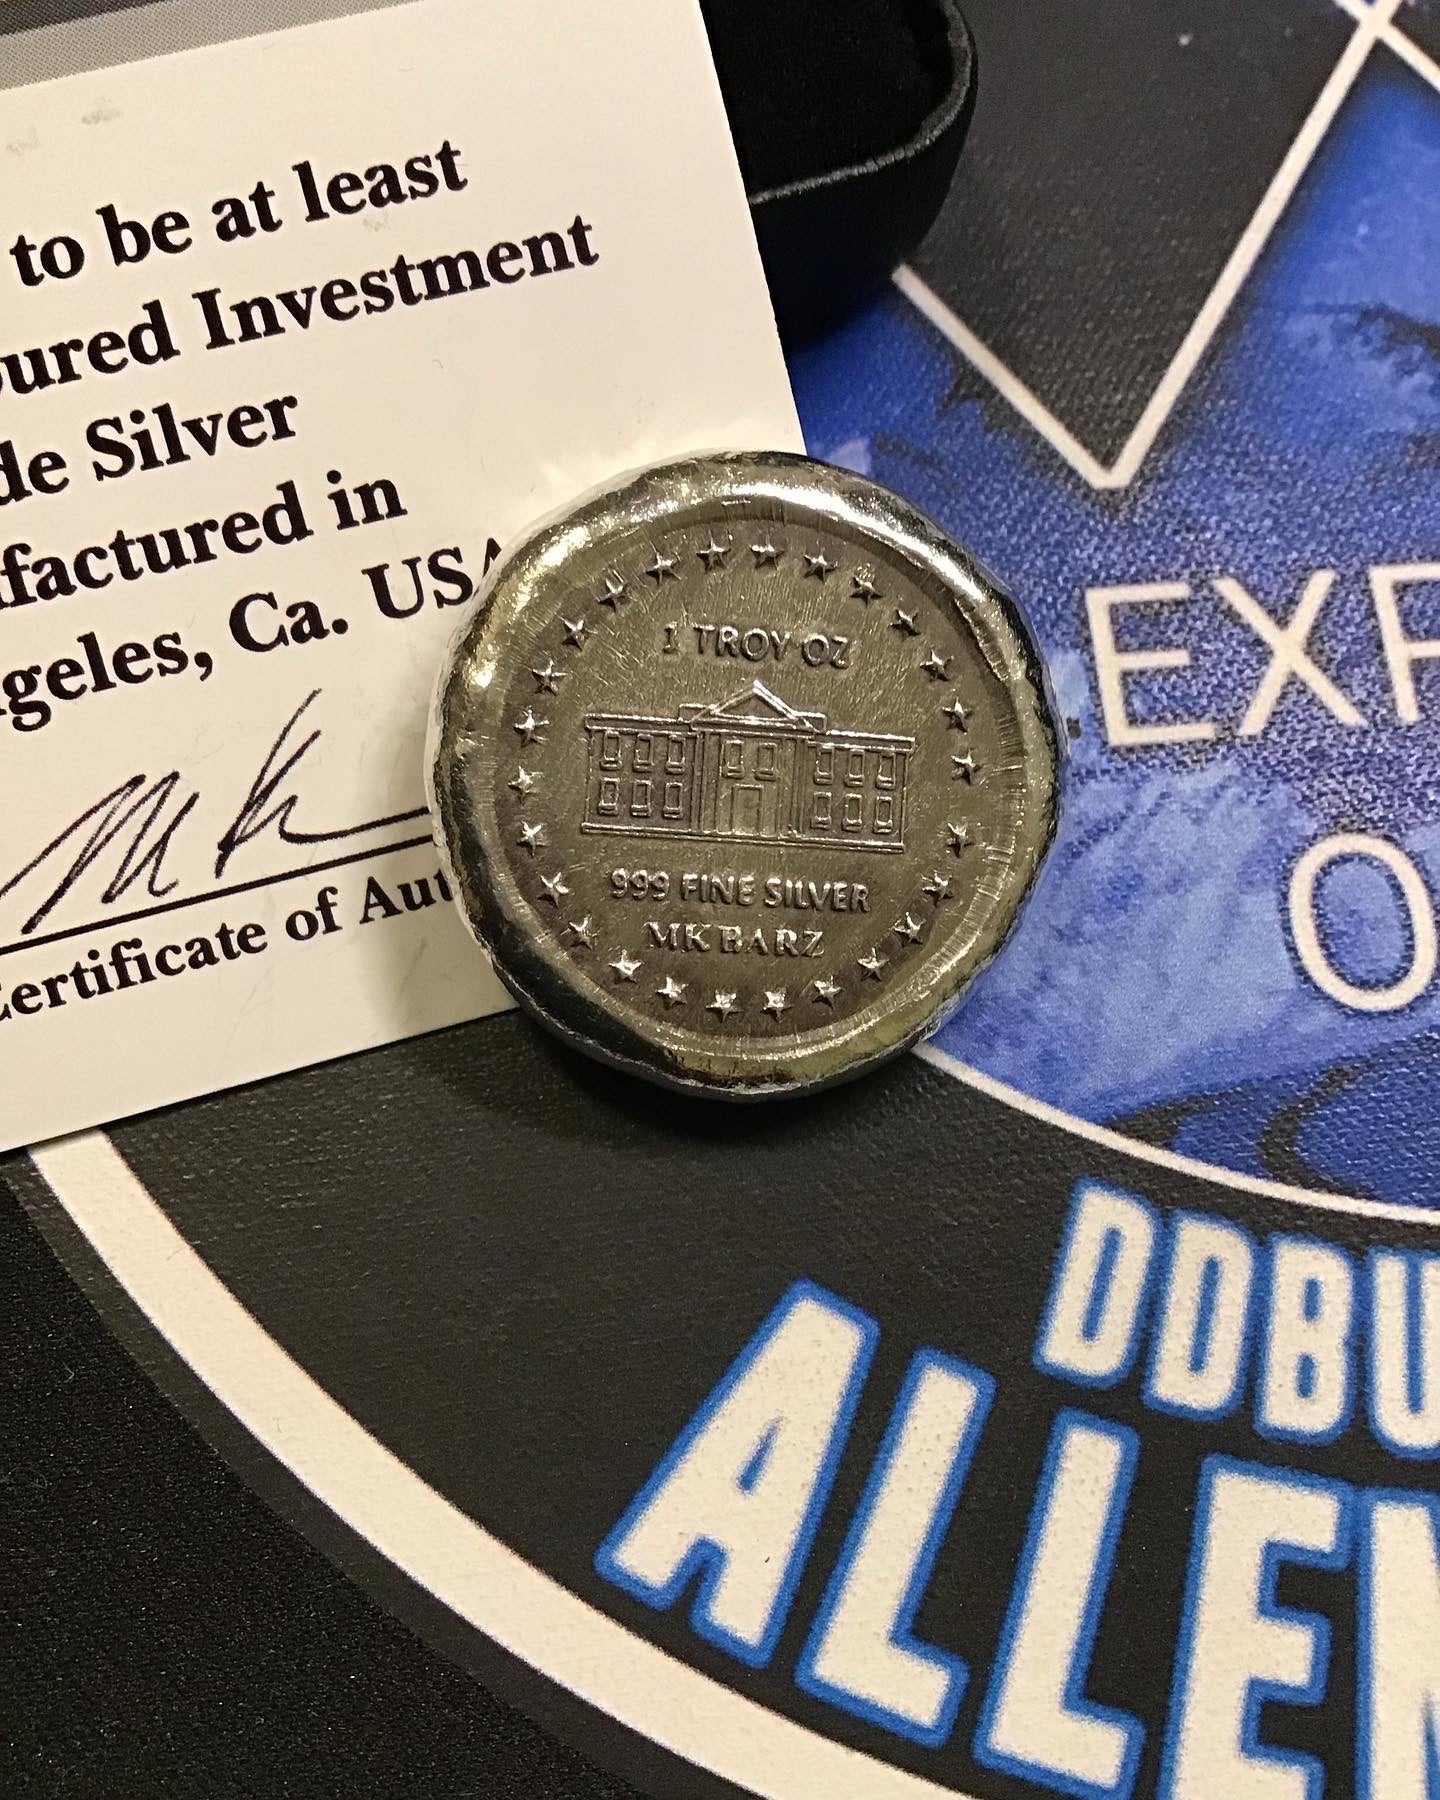 to be at least
oured Investment
de Silver
factured in
geles, Ca. USA
Certificate of Aut
1 TROY OZ
999 FINE SILVER
MK BARZ
EXP
O
DDBU
ALLEN